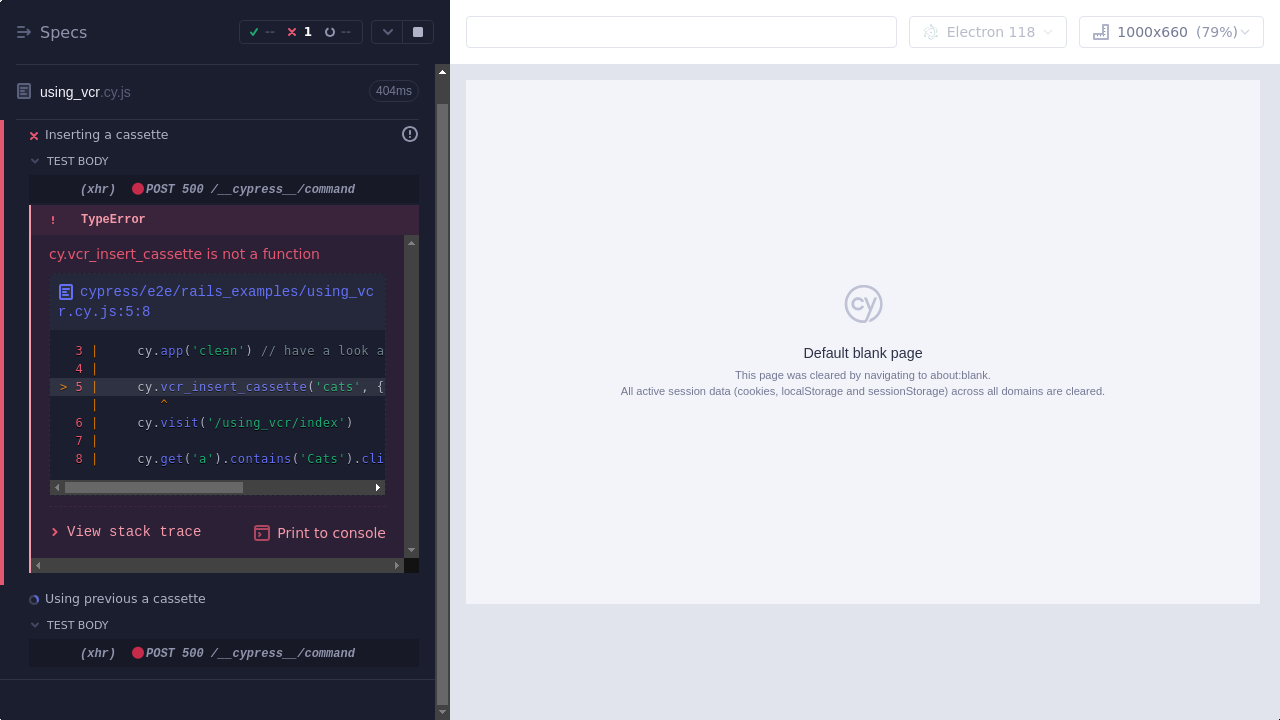 Specs
--
1
--
Electron 118
1000x660 (79%)
using_vcr.cy.js
404ms
Inserting a cassette
TEST BODY
(xhr) POST 500 /__cypress__/command
! TypeError
cy.vcr_insert_cassette is not a function
cypress/e2e/rails_examples/using_vc
r.cy.js:5:8
3 | cy.app('clean') // have a look a
4 |
> 5 | cy.vcr_insert_cassette('cats', {
| ^
6 | cy.visit('/using_vcr/index')
7 |
8 | cy.get('a').contains('Cats').cli
View stack trace
Print to console
Using previous a cassette
TEST BODY
(xhr) POST 500 /__cypress__/command
cy
Default blank page
This page was cleared by navigating to about:blank.
All active session data (cookies, localStorage and sessionStorage) across all domains are cleared.